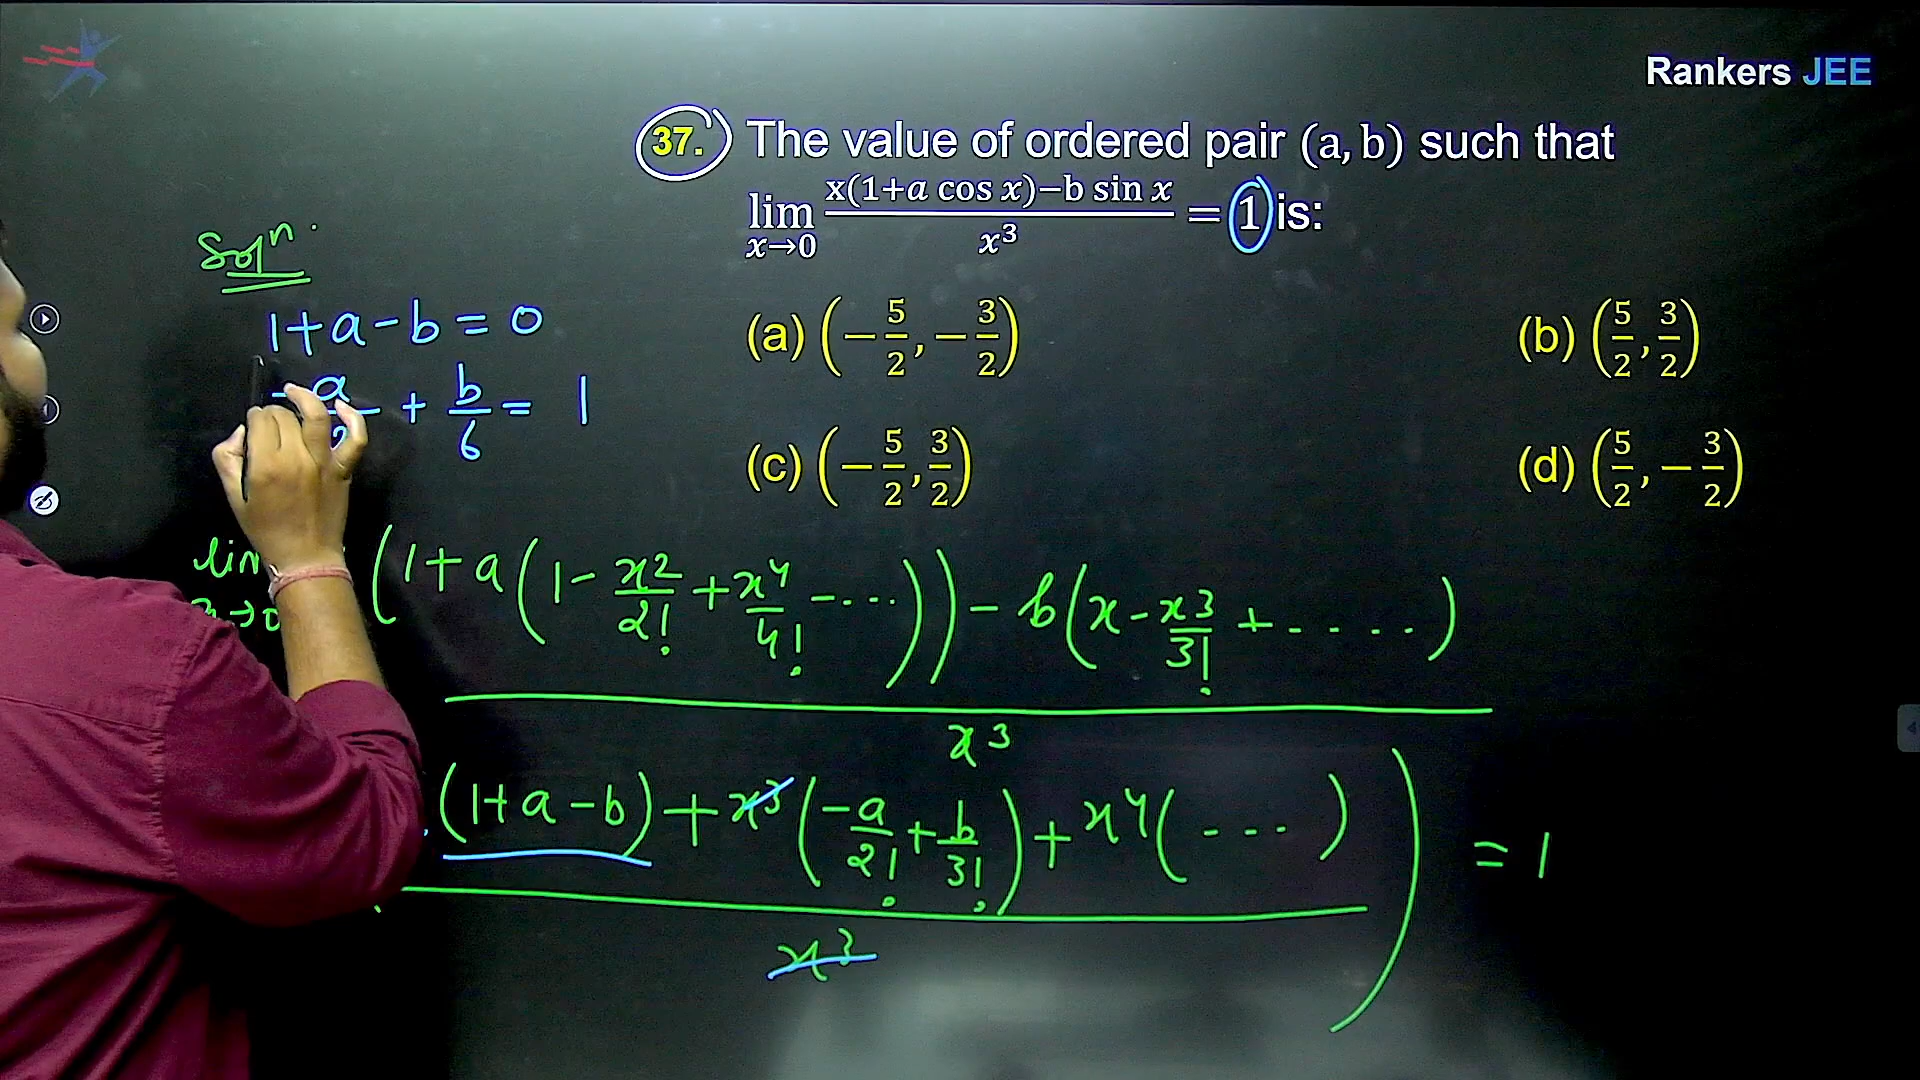 Rankers JEE
37. The value of ordered pair (a, b) such that
lim x→0 (x(1+a cos x)−b sin x)/x³ = 1 is:
(a) (−5/2, −3/2)
(b) (5/2, 3/2)
(c) (−5/2, 3/2)
(d) (5/2, −3/2)
Solⁿ.
1+a−b = 0
−a/2 + b/6 = 1
(1+a(1−x²/2!+x⁴/4!−...))−b(x−x³/3!+.....)
x³
(1+a−b)+x³(−a/2!+b/3!)+x⁴(---)) = 1
x³